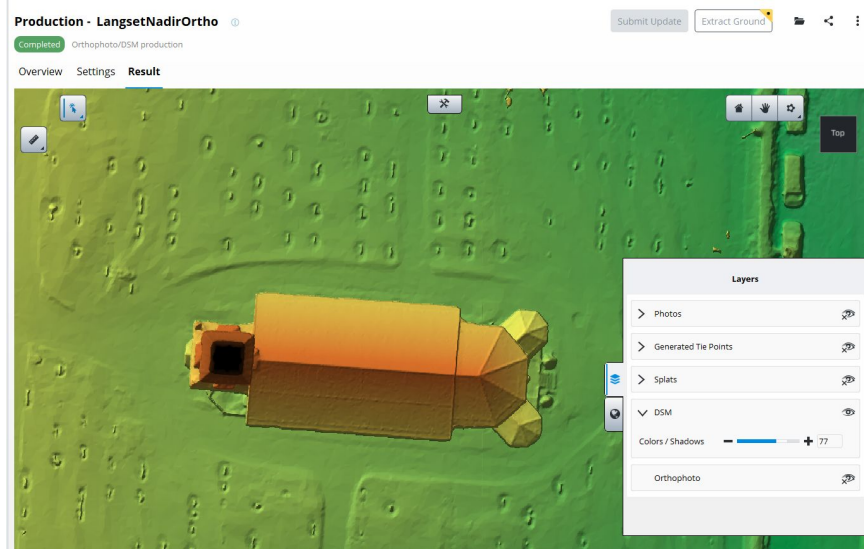 Production - LangsetNadirOrtho
Submit Update
Extract Ground
Completed
Orthophoto/DSM production
Overview
Settings
Result
Top
Layers
Photos
Generated Tie Points
Splats
DSM
Colors / Shadows
77
Orthophoto